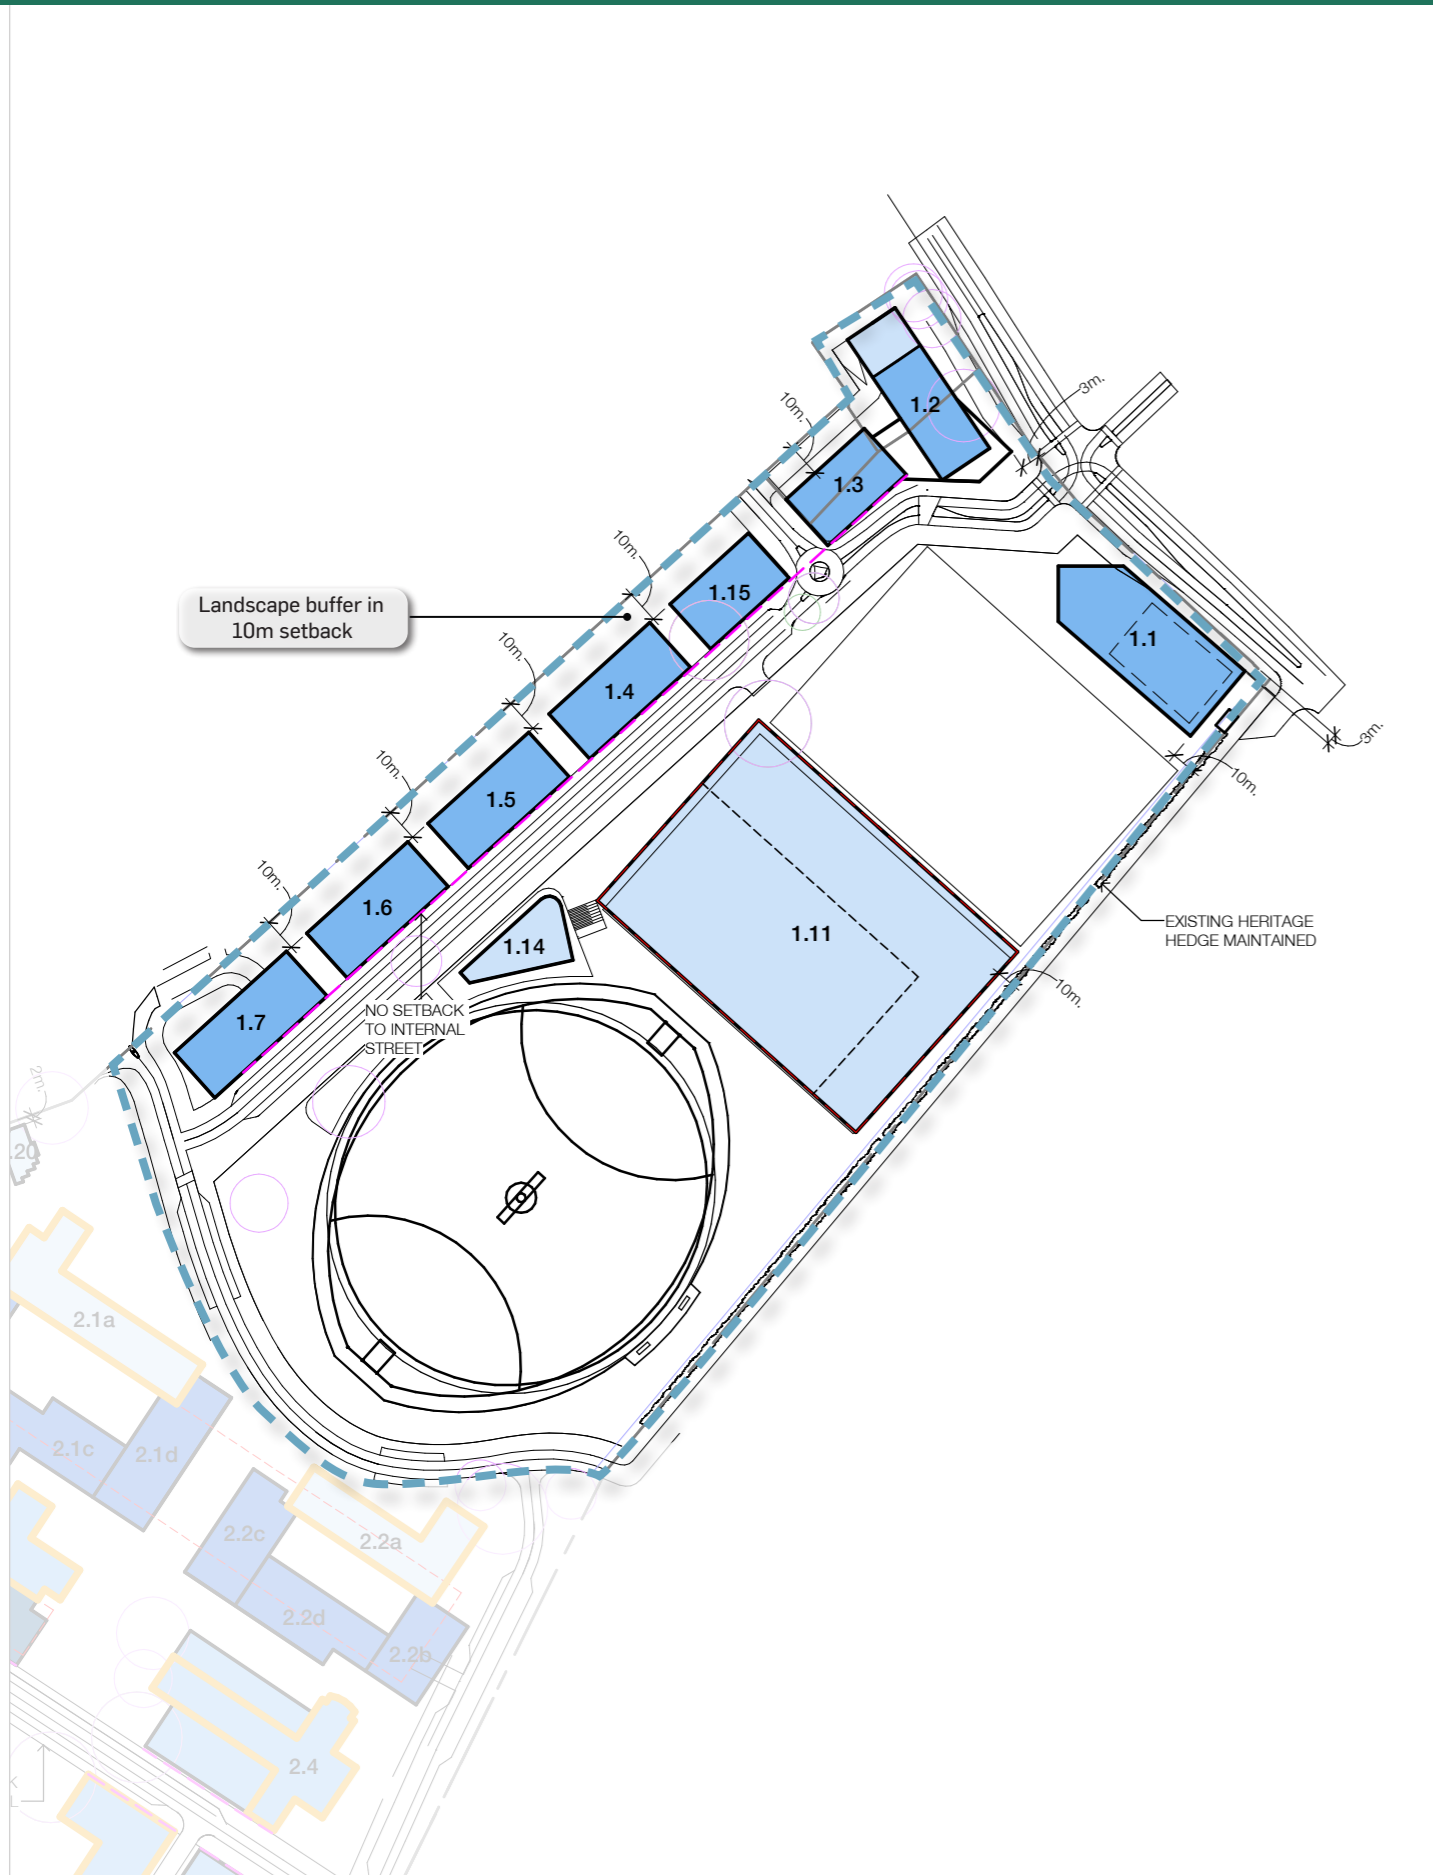 3m.
10m.
1.2
1.3
10m.
1.15
Landscape buffer in
10m setback
1.1
10m.
1.4
3m.
10m.
10m.
1.5
10m.
1.6
1.11
EXISTING HERITAGE
HEDGE MAINTAINED
1.14
10m.
NO SETBACK
TO INTERNAL
STREET
1.7
2m.
.20
2.1a
2.1c
2.1d
2.2c
2.2a
2.2d
2.2b
2.4
K
L